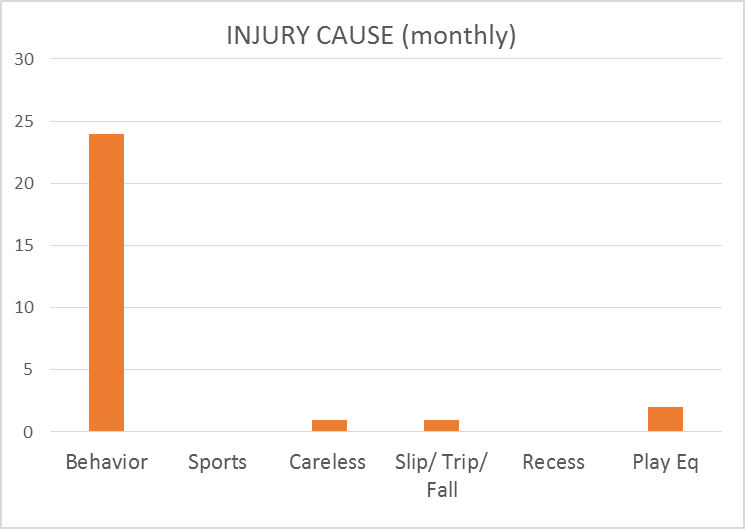 INJURY CAUSE (monthly)
30
25
20
15
10
5
0
Behavior
Sports
Careless
Slip/ Trip/
Fall
Recess
Play Eq